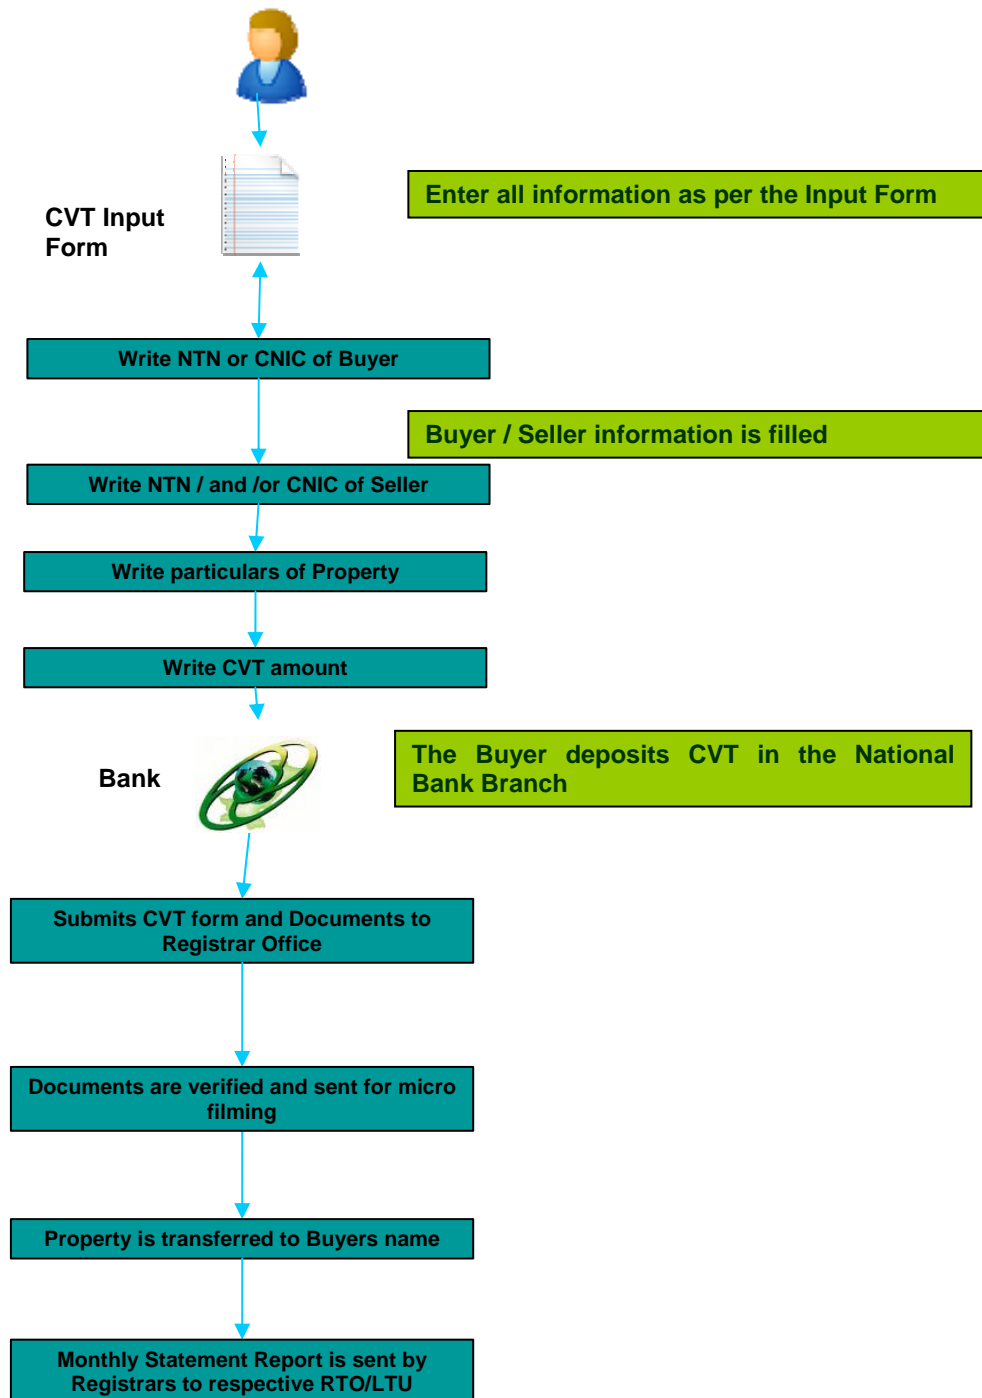 Enter all information as per the Input Form
CVT Input
Form
Write NTN or CNIC of Buyer
Buyer / Seller information is filled
Write NTN / and /or CNIC of Seller
Write particulars of Property
Write CVT amount
The Buyer deposits CVT in the National
Bank Branch
Bank
Submits CVT form and Documents to
Registrar Office
Documents are verified and sent for micro
filming
Property is transferred to Buyers name
Monthly Statement Report is sent by
Registrars to respective RTO/LTU